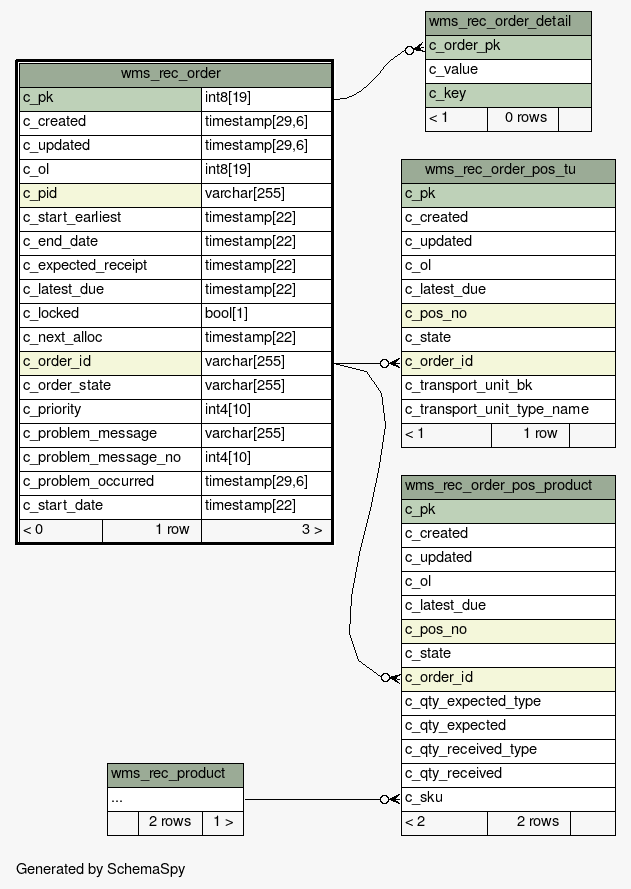 wms_rec_order
c_pk int8[19]
c_created timestamp[29,6]
c_updated timestamp[29,6]
c_ol int8[19]
c_pid varchar[255]
c_start_earliest timestamp[22]
c_end_date timestamp[22]
c_expected_receipt timestamp[22]
c_latest_due timestamp[22]
c_locked bool[1]
c_next_alloc timestamp[22]
c_order_id varchar[255]
c_order_state varchar[255]
c_priority int4[10]
c_problem_message varchar[255]
c_problem_message_no int4[10]
c_problem_occurred timestamp[29,6]
c_start_date timestamp[22]
< 0 1 row 3 >
wms_rec_order_detail
c_order_pk
c_value
c_key
< 1 0 rows
wms_rec_order_pos_tu
c_pk
c_created
c_updated
c_ol
c_latest_due
c_pos_no
c_state
c_order_id
c_transport_unit_bk
c_transport_unit_type_name
< 1 1 row
wms_rec_order_pos_product
c_pk
c_created
c_updated
c_ol
c_latest_due
c_pos_no
c_state
c_order_id
c_qty_expected_type
c_qty_expected
c_qty_received_type
c_qty_received
c_sku
< 2 2 rows
wms_rec_product
...
2 rows 1 >
Generated by SchemaSpy